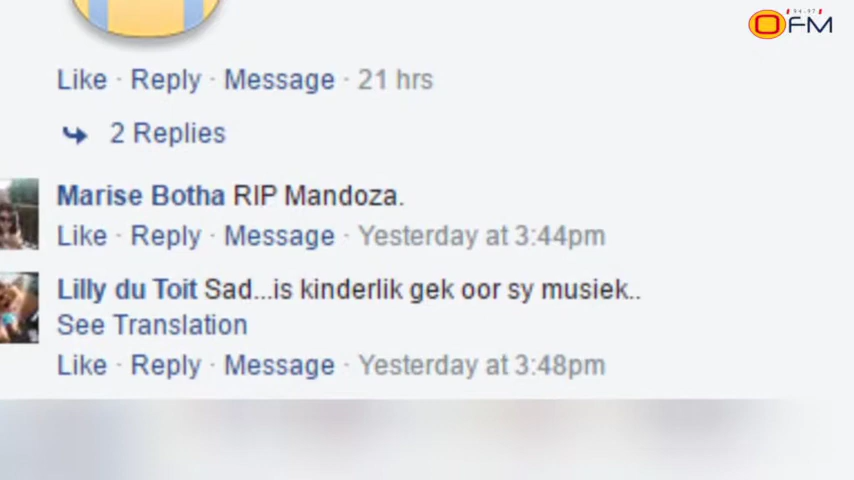 94-97
OFM
Like · Reply · Message · 21 hrs
2 Replies
Marise Botha RIP Mandoza.
Like · Reply · Message · Yesterday at 3:44pm
Lilly du Toit Sad...is kinderlik gek oor sy musiek..
See Translation
Like · Reply · Message · Yesterday at 3:48pm